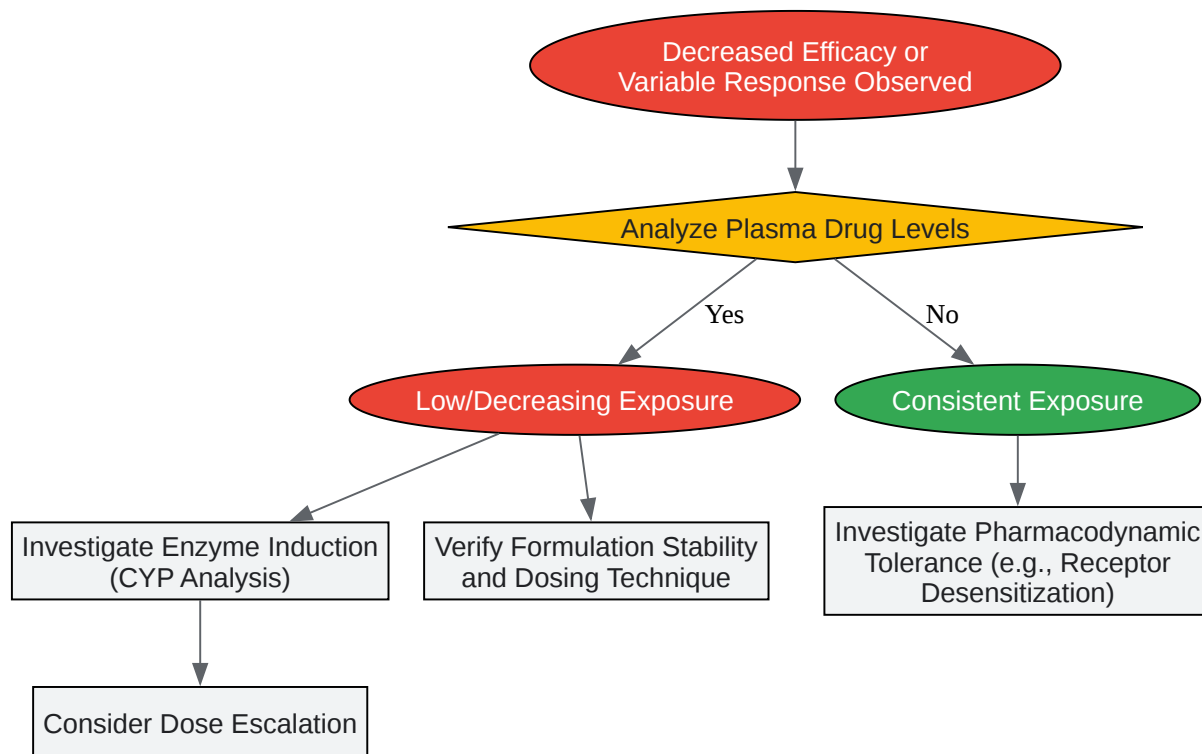 Decreased Efficacy or
Variable Response Observed
Analyze Plasma Drug Levels
Yes
No
Low/Decreasing Exposure
Consistent Exposure
Investigate Enzyme Induction
(CYP Analysis)
Verify Formulation Stability
and Dosing Technique
Investigate Pharmacodynamic
Tolerance (e.g., Receptor
Desensitization)
Consider Dose Escalation